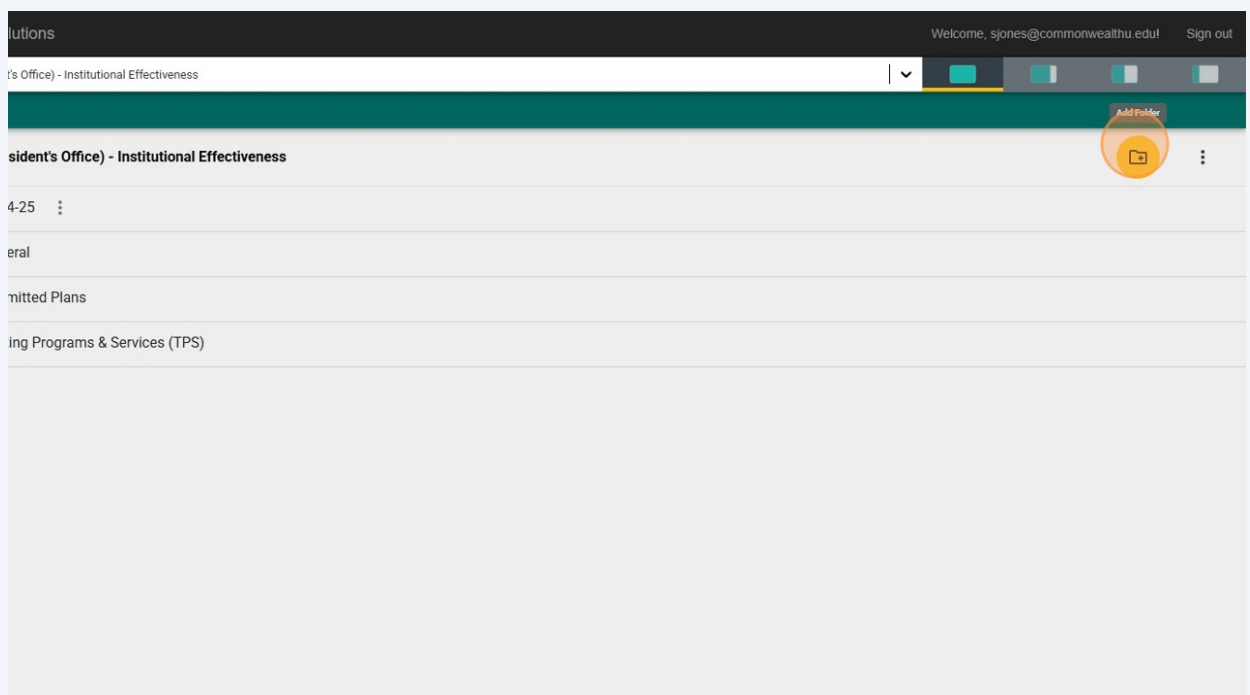 lutions
Welcome, sjones@commonwealthu.edu! Sign out
t's Office) - Institutional Effectiveness
Add Folder
sident's Office) - Institutional Effectiveness
4-25
eral
mitted Plans
ing Programs & Services (TPS)